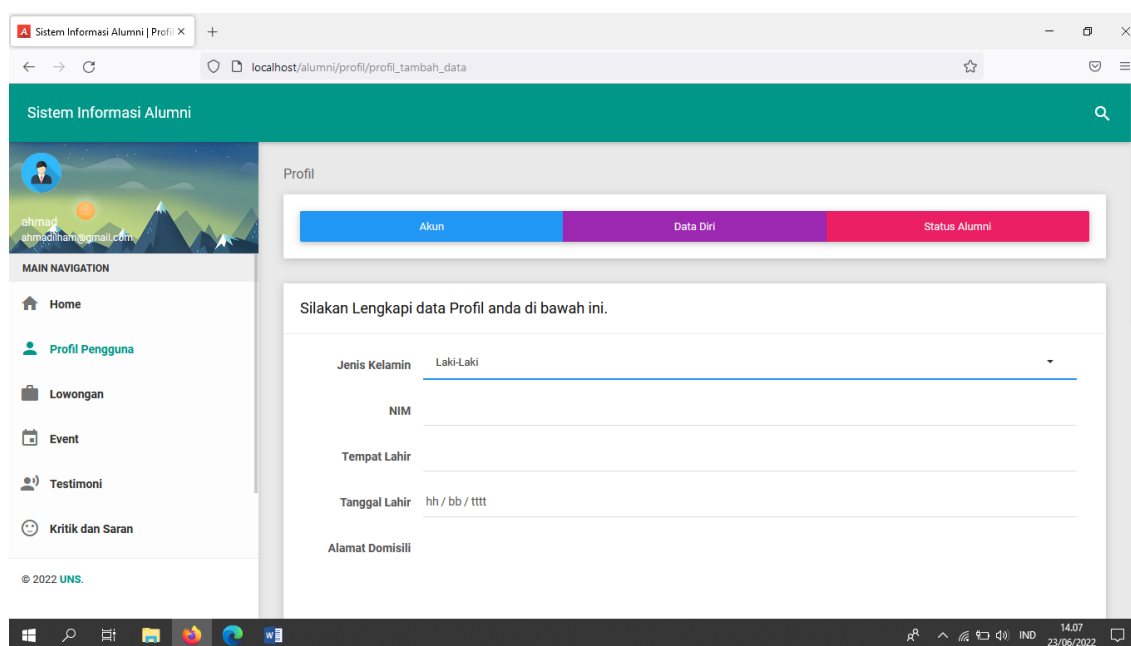 Sistem Informasi Alumni | Profil
localhost/alumni/profil/profil_tambah_data
Sistem Informasi Alumni
ahmad
ahmadilham@gmail.com
MAIN NAVIGATION
Home
Profil Pengguna
Lowongan
Event
Testimoni
Kritik dan Saran
© 2022 UNS.
Profil
Akun
Data Diri
Status Alumni
Silakan Lengkapi data Profil anda di bawah ini.
Jenis Kelamin Laki-Laki
NIM
Tempat Lahir
Tanggal Lahir hh / bb / tttt
Alamat Domisili
IND
14.07
23/06/2022